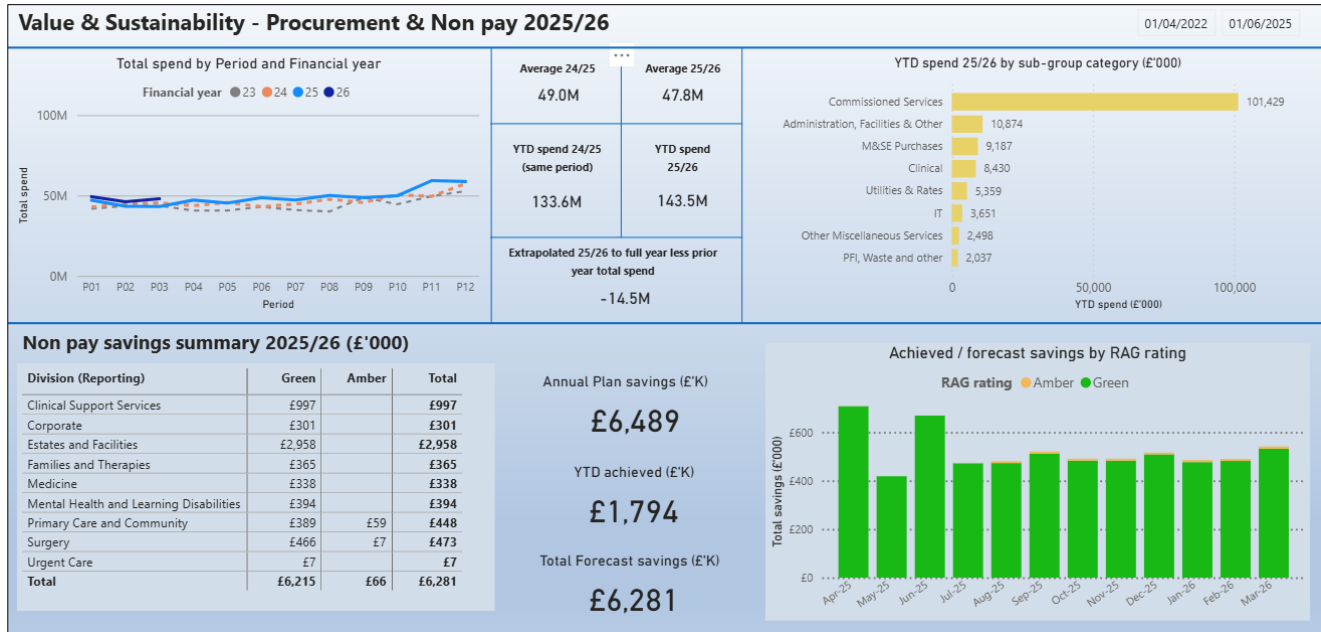 Value & Sustainability - Procurement & Non pay 2025/26
01/04/2022
01/06/2025
Total spend by Period and Financial year
Financial year 23 24 25 26
100M
50M
0M
Total spend
P01 P02 P03 P04 P05 P06 P07 P08 P09 P10 P11 P12
Period
...
Average 24/25
49.0M
Average 25/26
47.8M
YTD spend 24/25
(same period)
133.6M
YTD spend
25/26
143.5M
Extrapolated 25/26 to full year less prior
year total spend
-14.5M
YTD spend 25/26 by sub-group category (£'000)
Commissioned Services 101,429
Administration, Facilities & Other 10,874
M&SE Purchases 9,187
Clinical 8,430
Utilities & Rates 5,359
IT 3,651
Other Miscellaneous Services 2,498
PFI, Waste and other 2,037
0 50,000 100,000
YTD spend (£'000)
Non pay savings summary 2025/26 (£'000)
Division (Reporting) Green Amber Total
Clinical Support Services £997 £997
Corporate £301 £301
Estates and Facilities £2,958 £2,958
Families and Therapies £365 £365
Medicine £338 £338
Mental Health and Learning Disabilities £394 £394
Primary Care and Community £389 £59 £448
Surgery £466 £7 £473
Urgent Care £7 £7
Total £6,215 £66 £6,281
Annual Plan savings (£'K)
£6,489
YTD achieved (£'K)
£1,794
Total Forecast savings (£'K)
£6,281
Achieved / forecast savings by RAG rating
RAG rating Amber Green
£600
£400
£200
£0
Total savings (£'000)
Apr-25 May-25 Jun-25 Jul-25 Aug-25 Sep-25 Oct-25 Nov-25 Dec-25 Jan-26 Feb-26 Mar-26